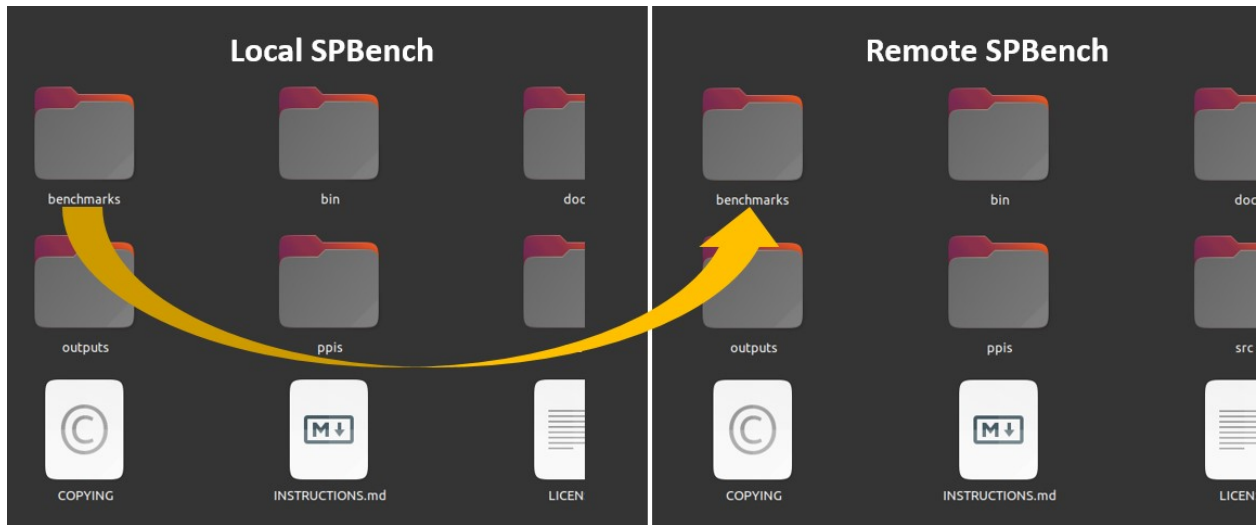 Local SPBench
benchmarks
bin
doc
outputs
ppis
COPYING
INSTRUCTIONS.md
LICEN
Remote SPBench
benchmarks
bin
doc
outputs
ppis
src
COPYING
INSTRUCTIONS.md
LICEN